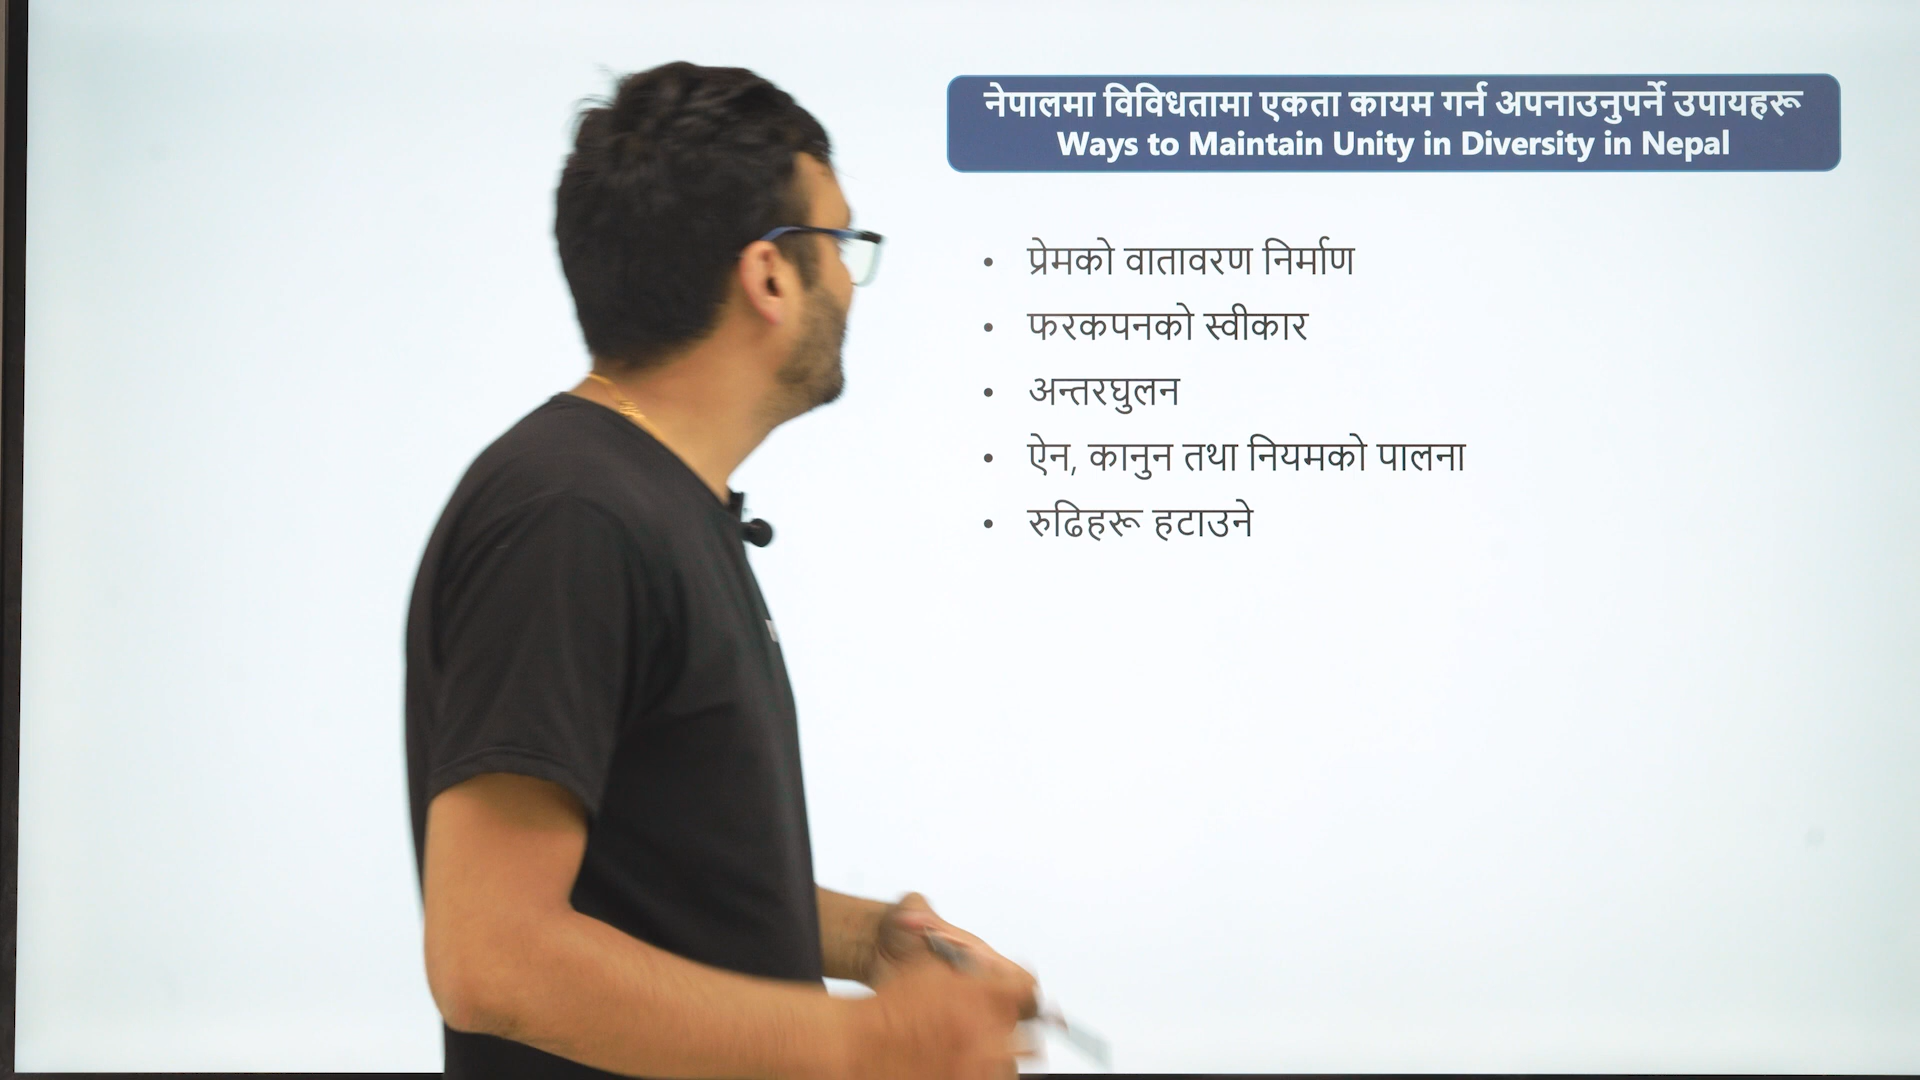 नेपालमा विविधतामा एकता कायम गर्न अपनाउनुपर्ने उपायहरू
Ways to Maintain Unity in Diversity in Nepal
• प्रेमको वातावरण निर्माण
• फरकपनको स्वीकार
• अन्तरघुलन
• ऐन, कानुन तथा नियमको पालना
• रुढिहरू हटाउने